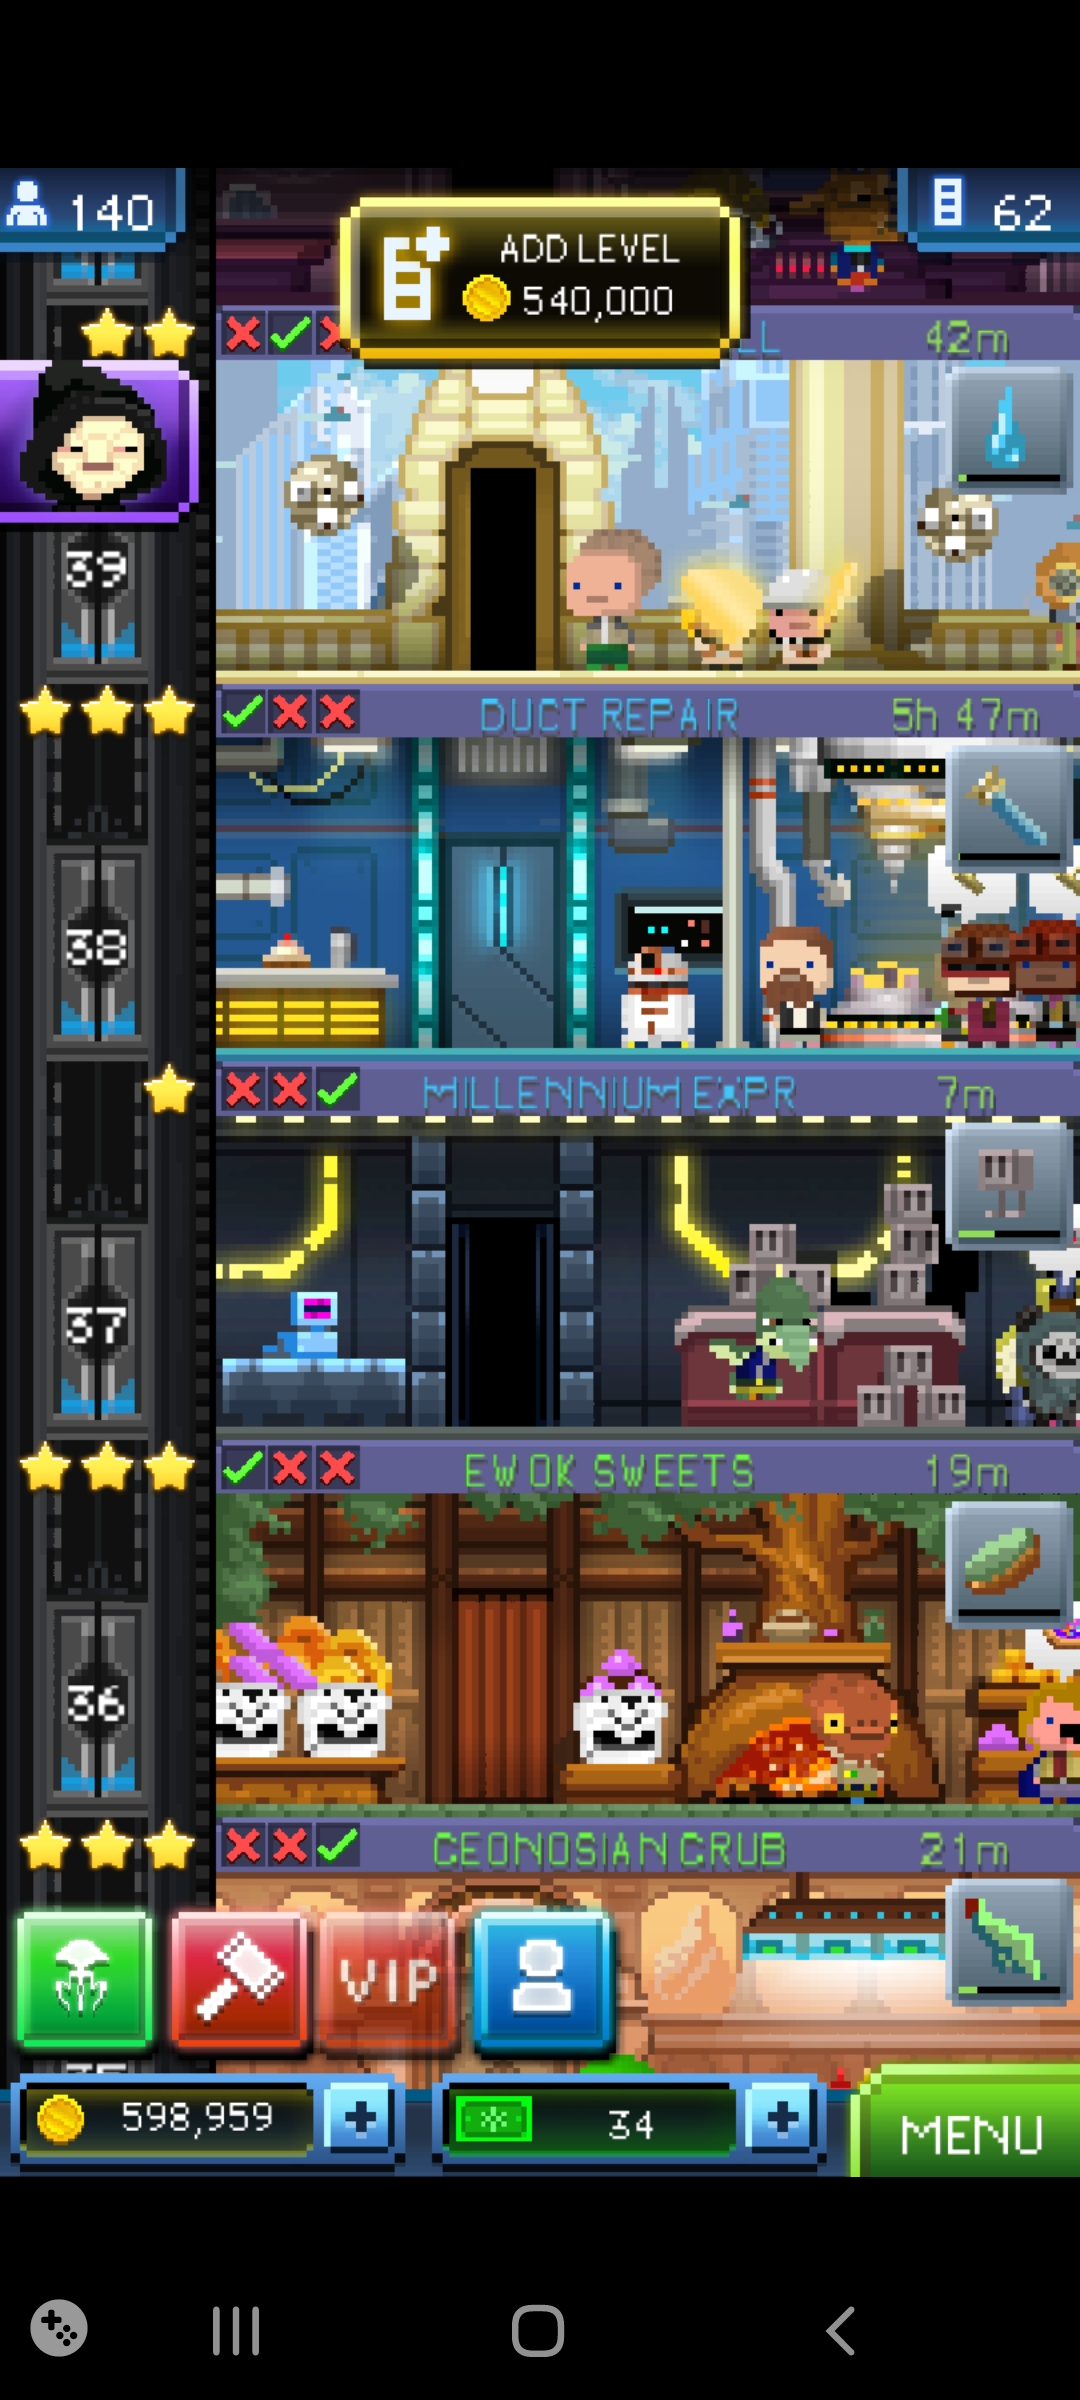 140
ADD LEVEL
540,000
62
LL
42m
39
DUCT REPAIR
5h 47m
38
MILLENNIUM EXPR
7m
37
EWOK SWEETS
19m
36
GEONOSIAN GRUB
21m
VIP
598,959
34
MENU